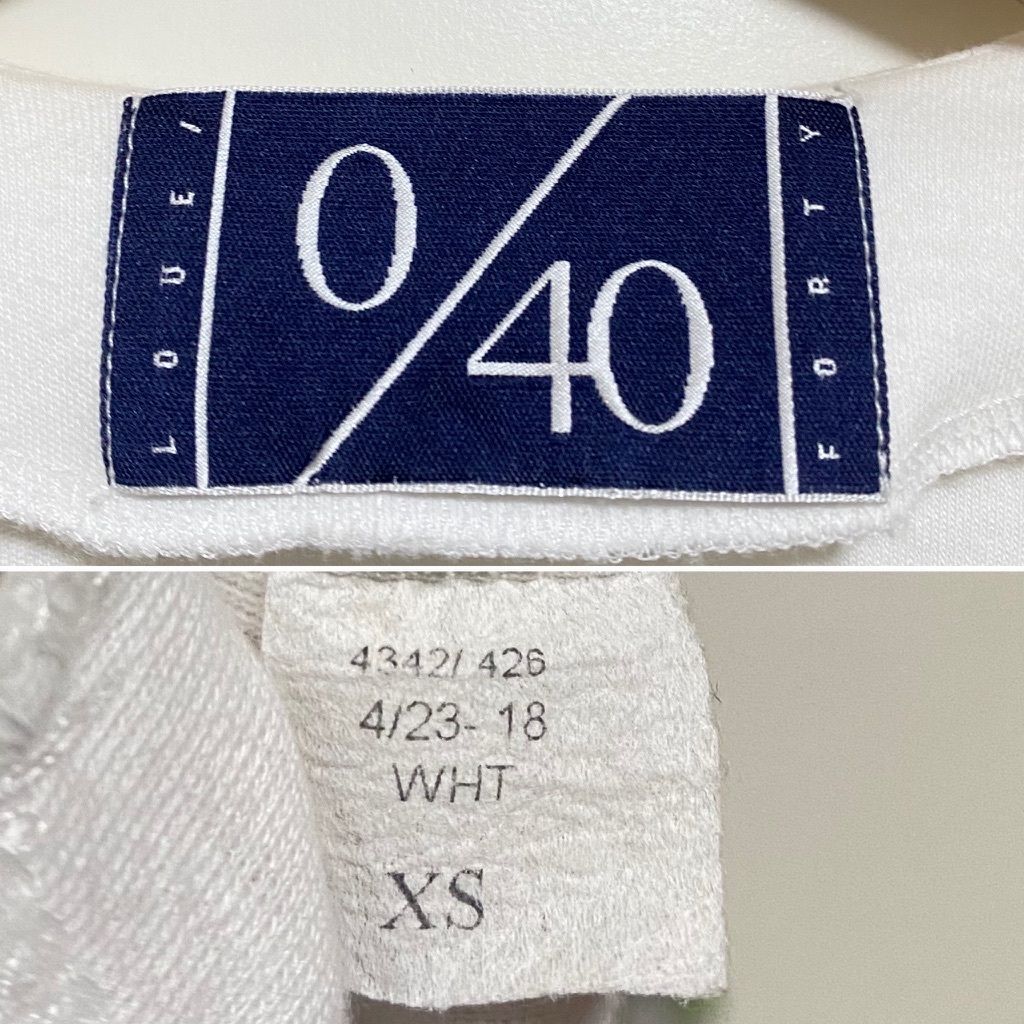 LOUE/
0/40
FORTY
4342/ 426
4/23- 18
WHT
XS